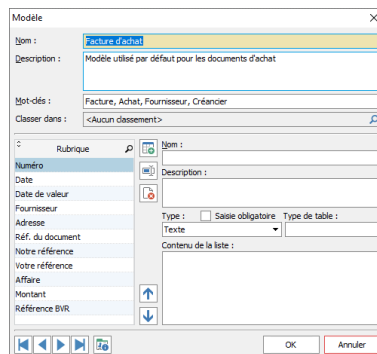 Modèle
Nom :
Facture d'achat
Description :
Modèle utilisé par défaut pour les documents d'achat
Mot-clés :
Facture, Achat, Fournisseur, Créancier
Classer dans :
<Aucun classement>
Rubrique
Numéro
Date
Date de valeur
Fournisseur
Adresse
Réf. du document
Notre référence
Votre référence
Affaire
Montant
Référence BVR
Nom :
Description :
Type :
Saisie obligatoire
Type de table :
Texte
Contenu de la liste :
OK
Annuler